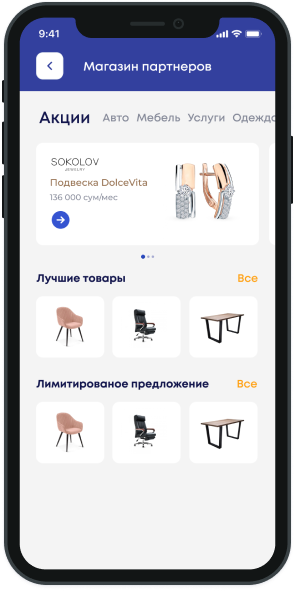 9:41
Магазин партнеров
Акции Авто Мебель Услуги Одежда
SOKOLOV
JEWELRY
Подвеска DolceVita
136 000 сум/мес
Лучшие товары Все
Лимитированое предложение Все